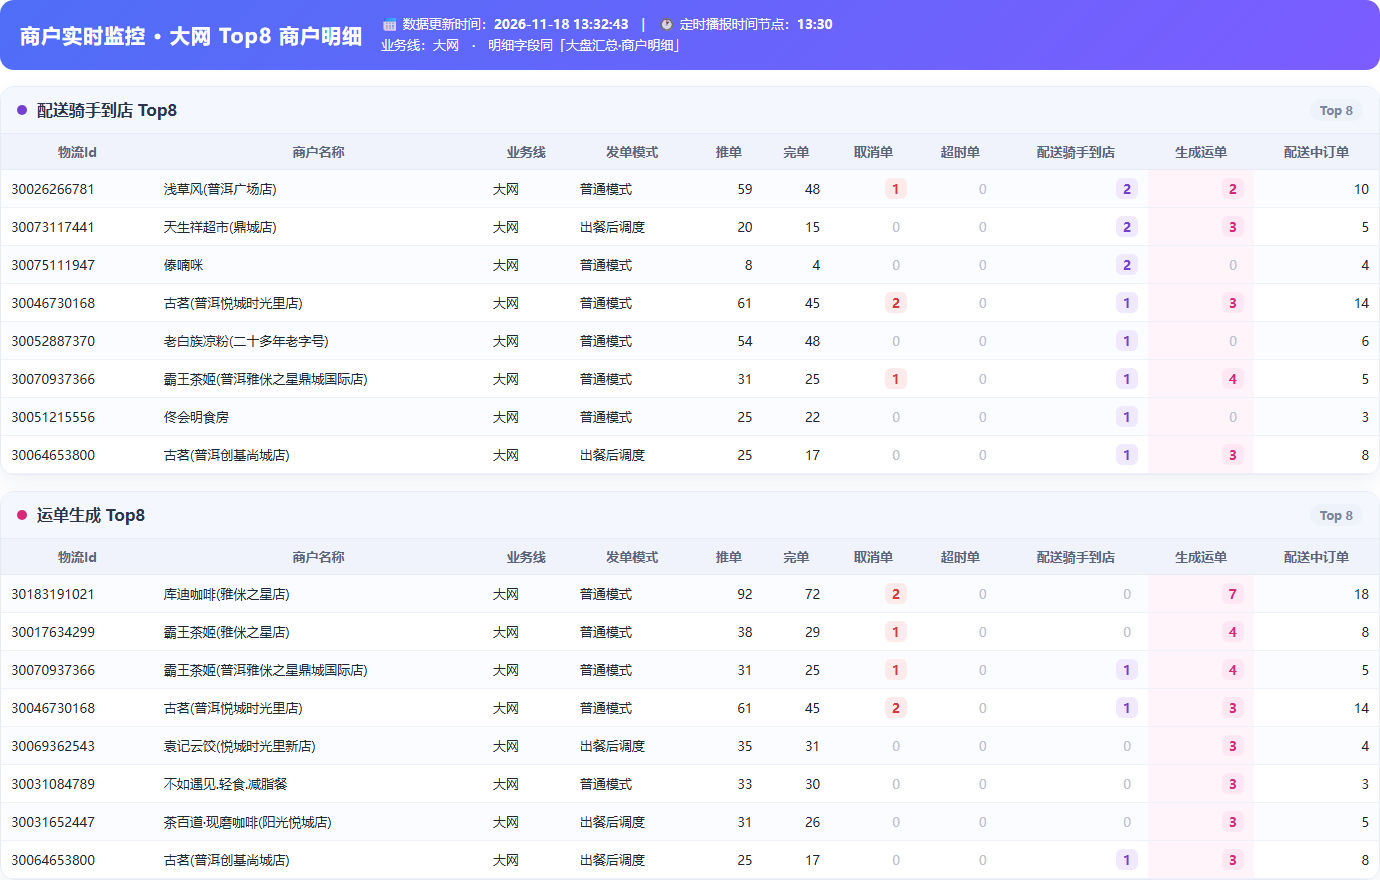 商户实时监控 • 大网 Top8 商户明细
数据更新时间：2026-11-18 13:32:43 | 定时播报时间节点：13:30
业务线：大网 · 明细字段同「大盘汇总·商户明细」
配送骑手到店 Top8 Top 8
物流Id 商户名称 业务线 发单模式 推单 完单 取消单 超时单 配送骑手到店 生成运单 配送中订单
30026266781 浅草风(普洱广场店) 大网 普通模式 59 48 1 0 2 2 10
30073117441 天生祥超市(鼎城店) 大网 出餐后调度 20 15 0 0 2 3 5
30075111947 傣喃咪 大网 普通模式 8 4 0 0 2 0 4
30046730168 古茗(普洱悦城时光里店) 大网 普通模式 61 45 2 0 1 3 14
30052887370 老白族凉粉(二十多年老字号) 大网 普通模式 54 48 0 0 1 0 6
30070937366 霸王茶姬(普洱雅侎之星鼎城国际店) 大网 普通模式 31 25 1 0 1 4 5
30051215556 佟会明食房 大网 普通模式 25 22 0 0 1 0 3
30064653800 古茗(普洱创基尚城店) 大网 出餐后调度 25 17 0 0 1 3 8
运单生成 Top8 Top 8
物流Id 商户名称 业务线 发单模式 推单 完单 取消单 超时单 配送骑手到店 生成运单 配送中订单
30183191021 库迪咖啡(雅侎之星店) 大网 普通模式 92 72 2 0 0 7 18
30017634299 霸王茶姬(雅侎之星店) 大网 普通模式 38 29 1 0 0 4 8
30070937366 霸王茶姬(普洱雅侎之星鼎城国际店) 大网 普通模式 31 25 1 0 1 4 5
30046730168 古茗(普洱悦城时光里店) 大网 普通模式 61 45 2 0 1 3 14
30069362543 袁记云饺(悦城时光里新店) 大网 出餐后调度 35 31 0 0 0 3 4
30031084789 不如遇见.轻食.减脂餐 大网 普通模式 33 30 0 0 0 3 3
30031652447 茶百道·现磨咖啡(阳光悦城店) 大网 出餐后调度 31 26 0 0 0 3 5
30064653800 古茗(普洱创基尚城店) 大网 出餐后调度 25 17 0 0 1 3 8